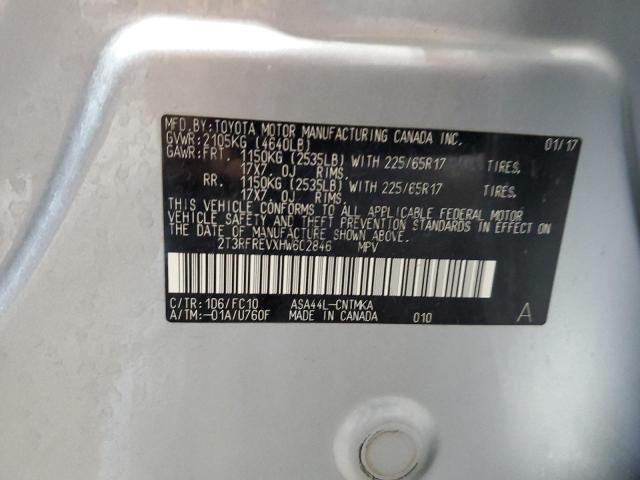 MFD. BY: TOYOTA MOTOR MANUFACTURING CANADA INC. 01/17
GVWR: 2105KG (4640LB)
GAWR: FRT. 1150KG (2535LB) WITH 225/65R17 TIRES.
17X7. 0J RIMS.
RR. 1150KG (2535LB) WITH 225/65R17 TIRES.
17X7. 0J RIMS.
THIS VEHICLE CONFORMS TO ALL APPLICABLE FEDERAL MOTOR
VEHICLE SAFETY AND THEFT PREVENTION STANDARDS IN EFFECT ON
THE DATE OF MANUFACTURE SHOWN ABOVE.
2T3RFREVXHW6C2846 MPV
C/TR: 1D6/FC10 ASA44L-CNTMKA
A/TM: -01A/U760F MADE IN CANADA 010 A